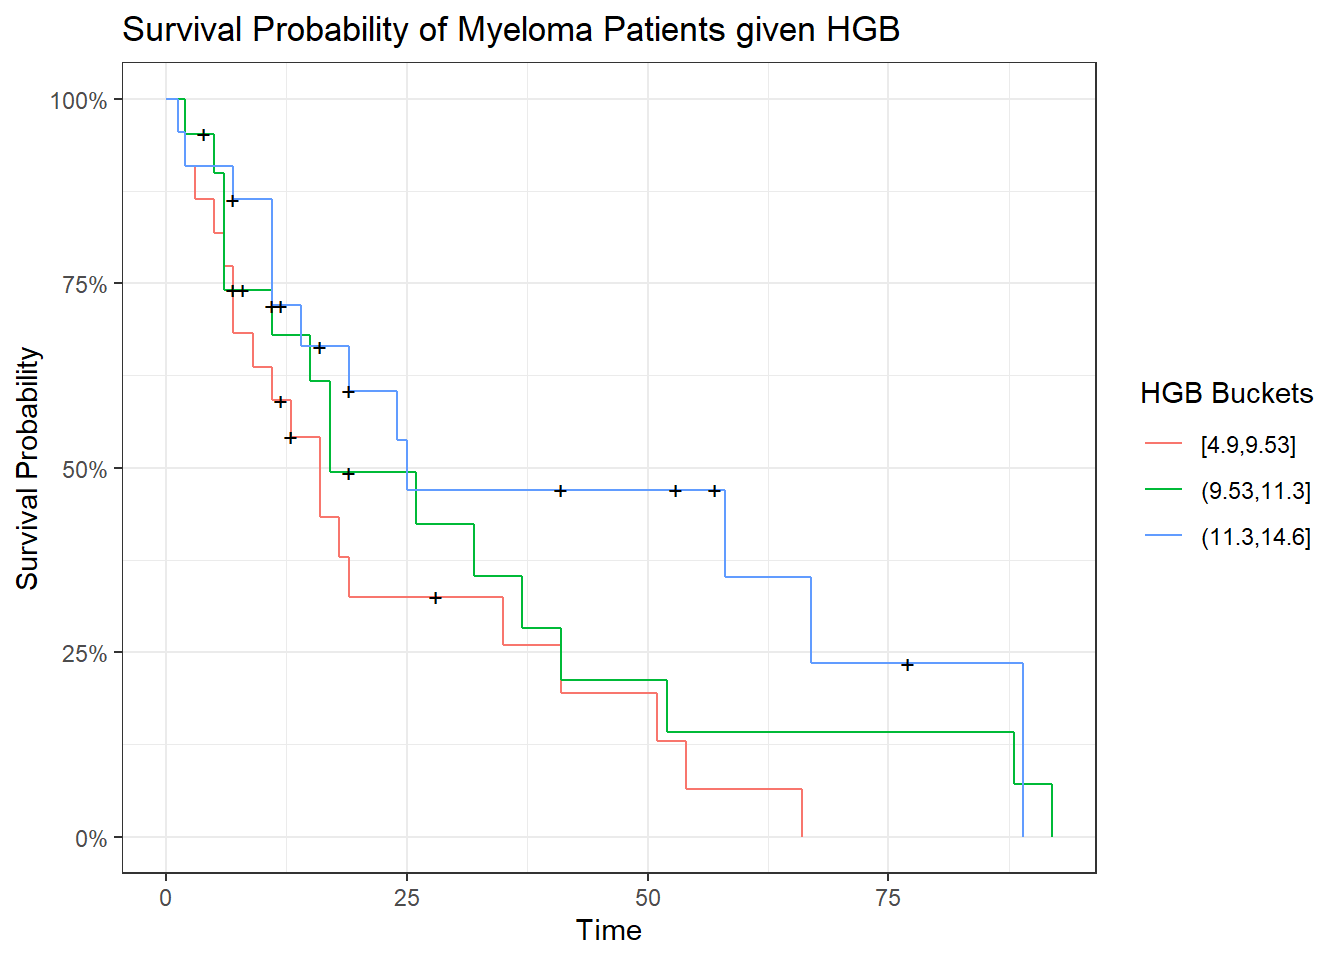 Survival Probability of Myeloma Patients given HGB
100%
75%
50%
25%
0%
Survival Probability
0 25 50 75
Time
HGB Buckets
[4.9,9.53]
(9.53,11.3]
(11.3,14.6]